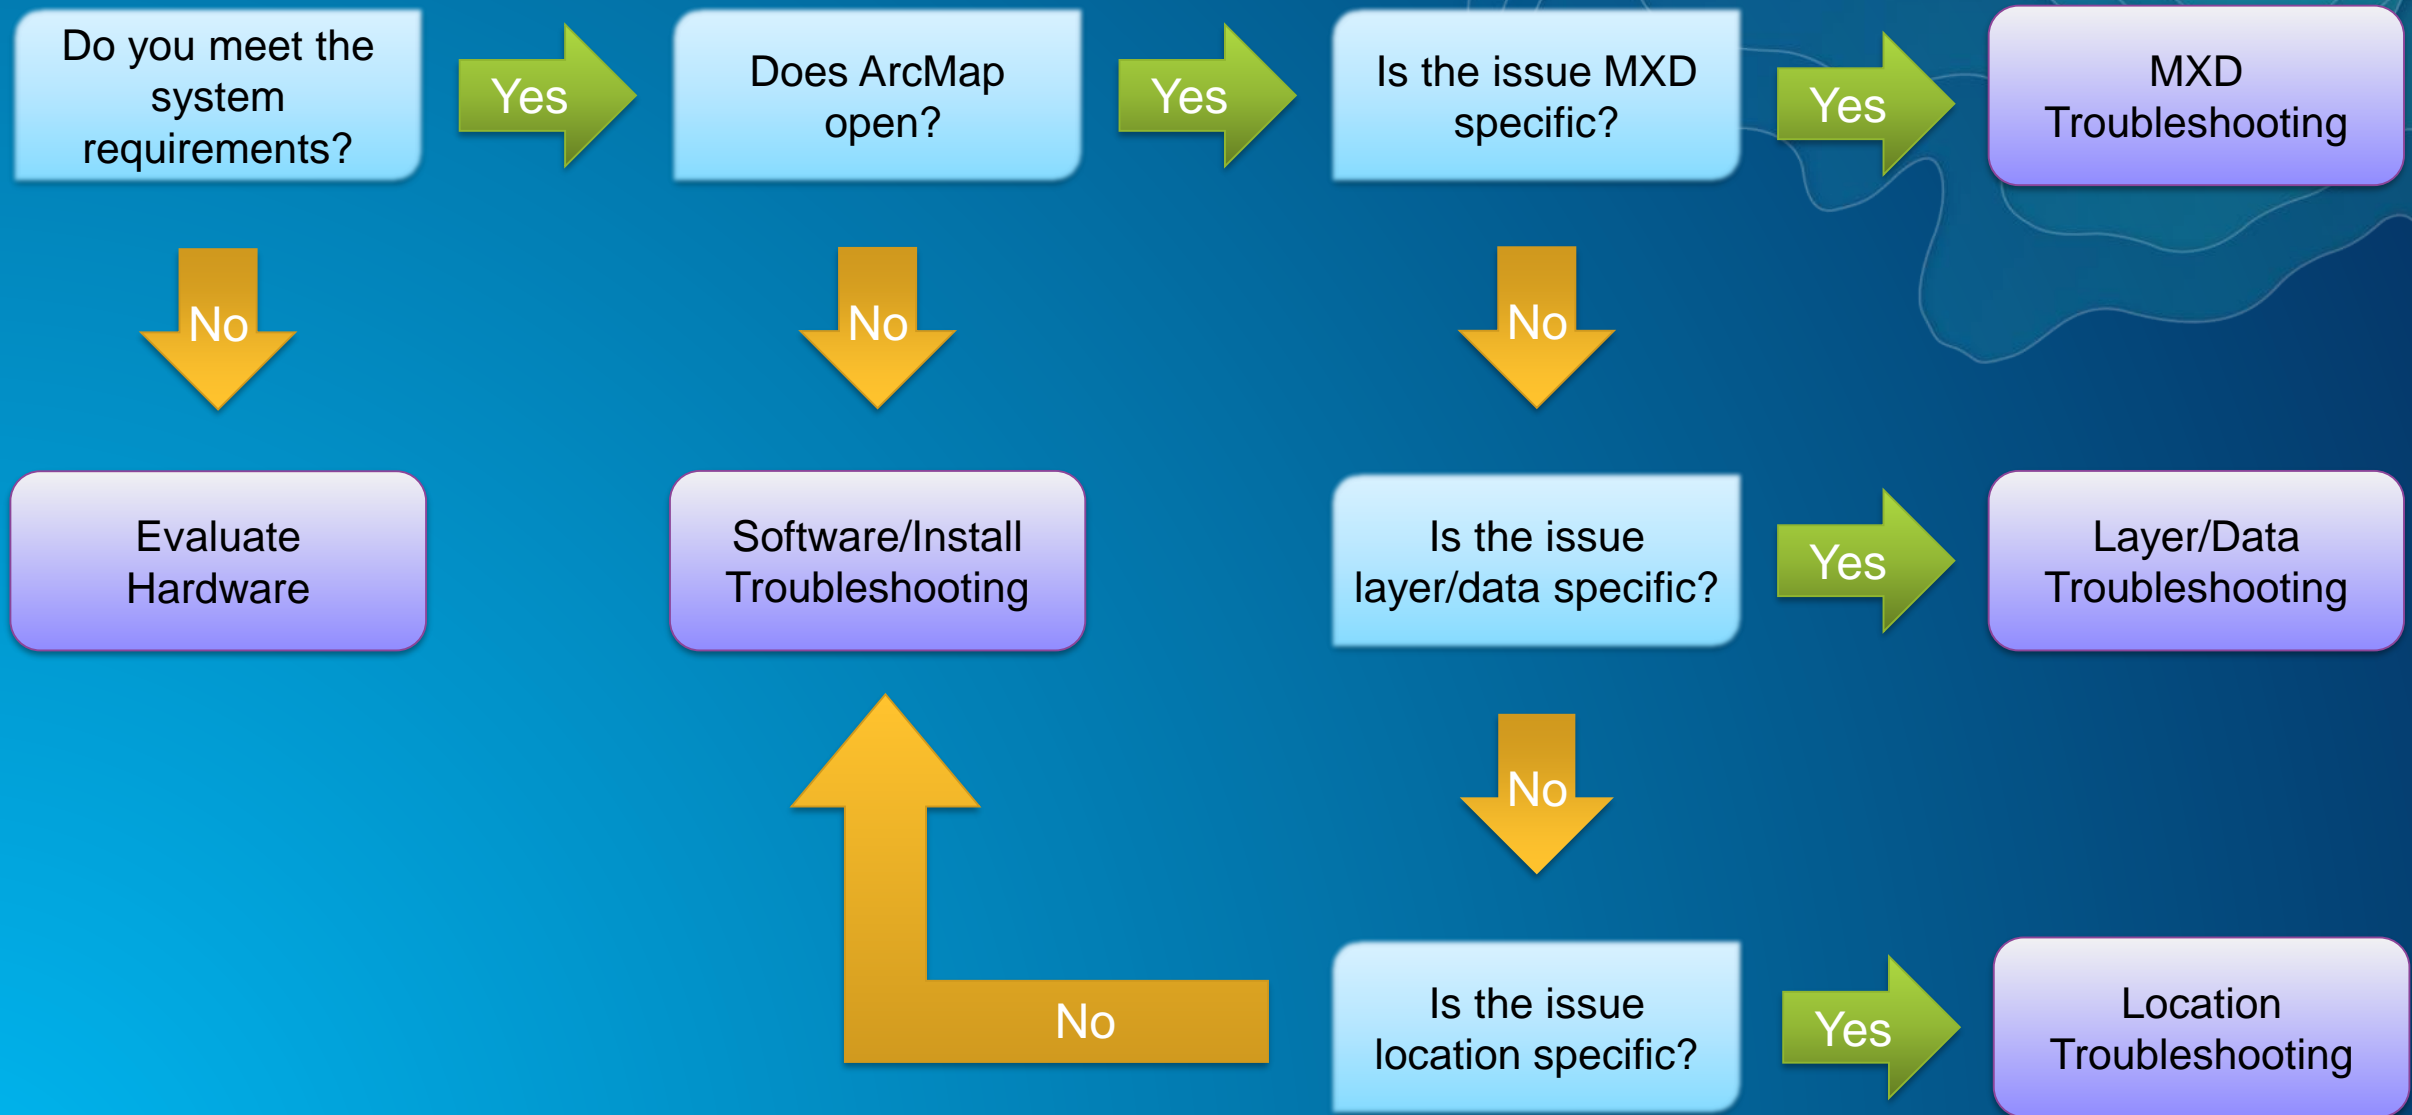 Do you meet the
system
requirements?
Yes
Does ArcMap
open?
Yes
Is the issue MXD
specific?
Yes
MXD
Troubleshooting
No
No
No
Evaluate
Hardware
Software/Install
Troubleshooting
Is the issue
layer/data specific?
Yes
Layer/Data
Troubleshooting
No
No
Is the issue
location specific?
Yes
Location
Troubleshooting